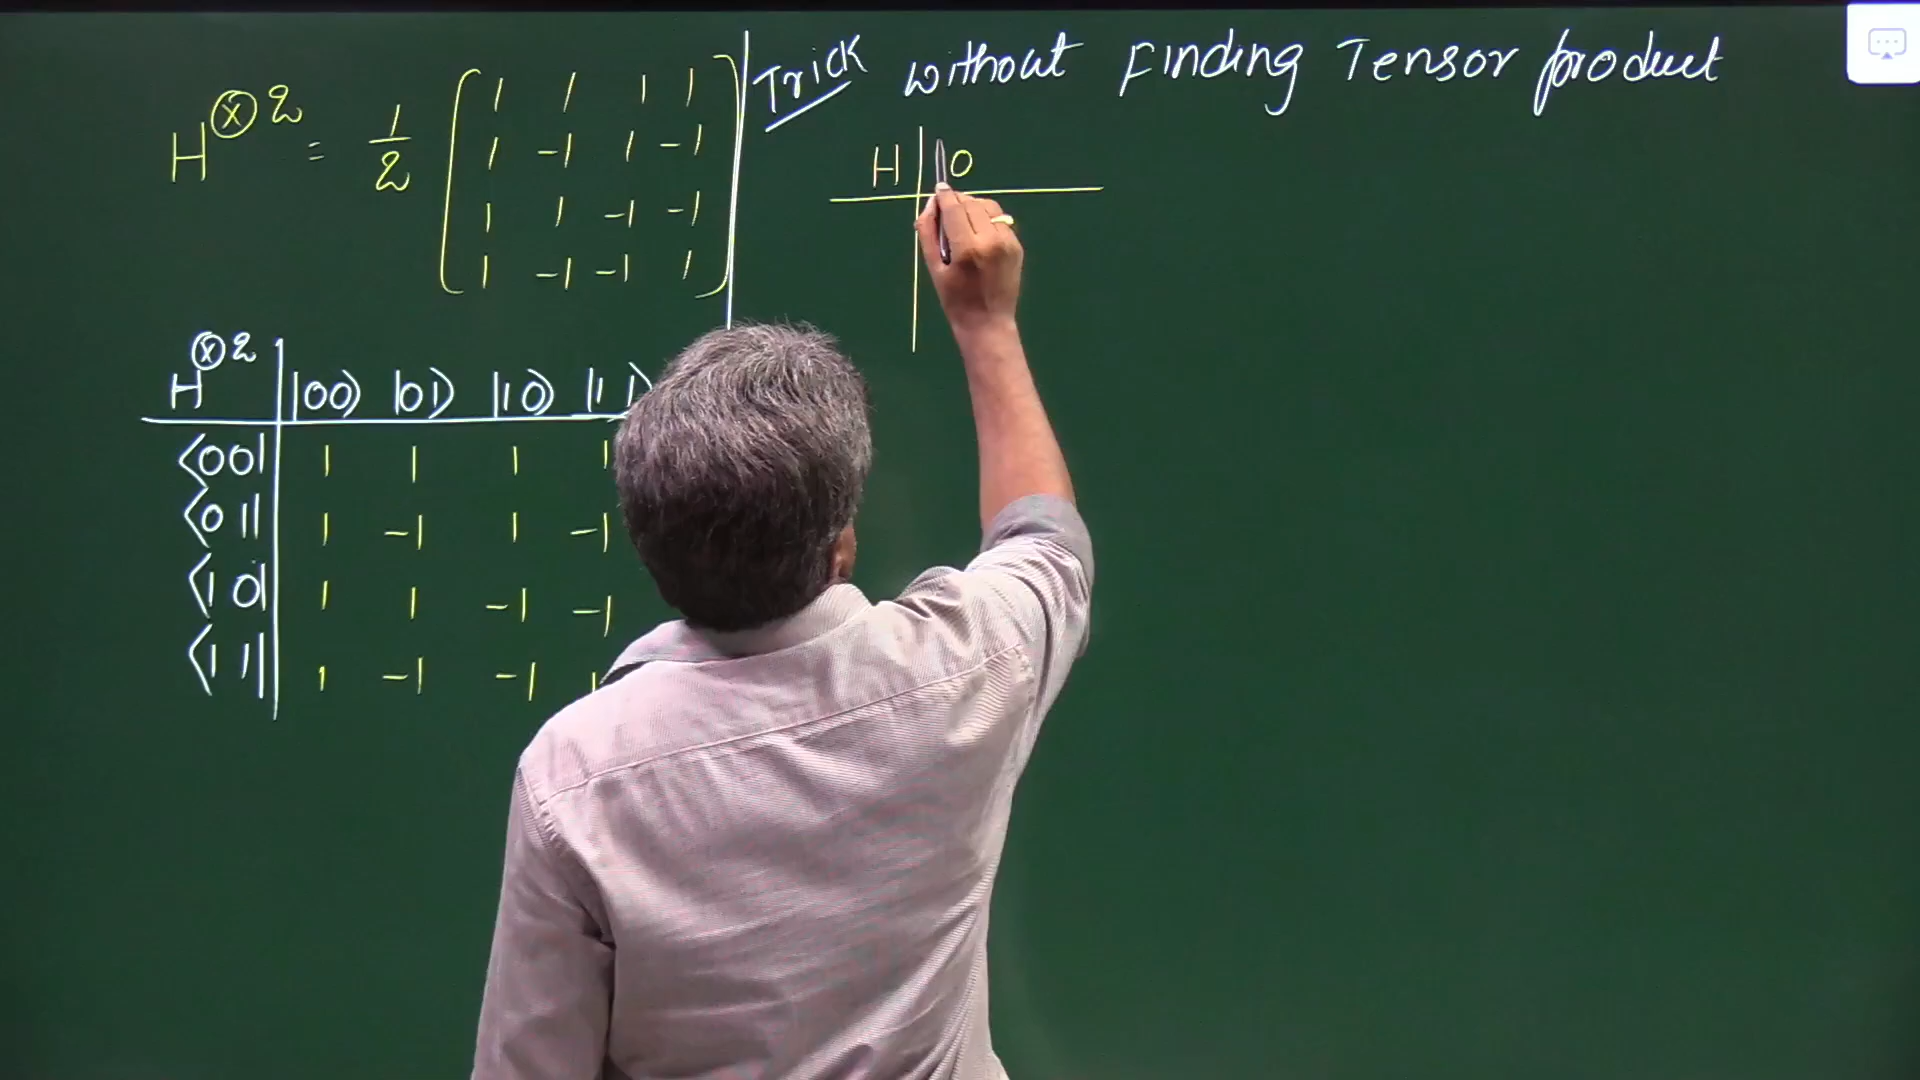 H⊗2 = 1/2
1 1 1 1
1 -1 1 -1
1 1 -1 -1
1 -1 -1 1
H⊗2 |00⟩ |01⟩ |10⟩ |11⟩
⟨00| 1 1 1 1
⟨01| 1 -1 1 -1
⟨10| 1 1 -1 -1
⟨11| 1 -1 -1 1
Trick without Finding Tensor product
H 0